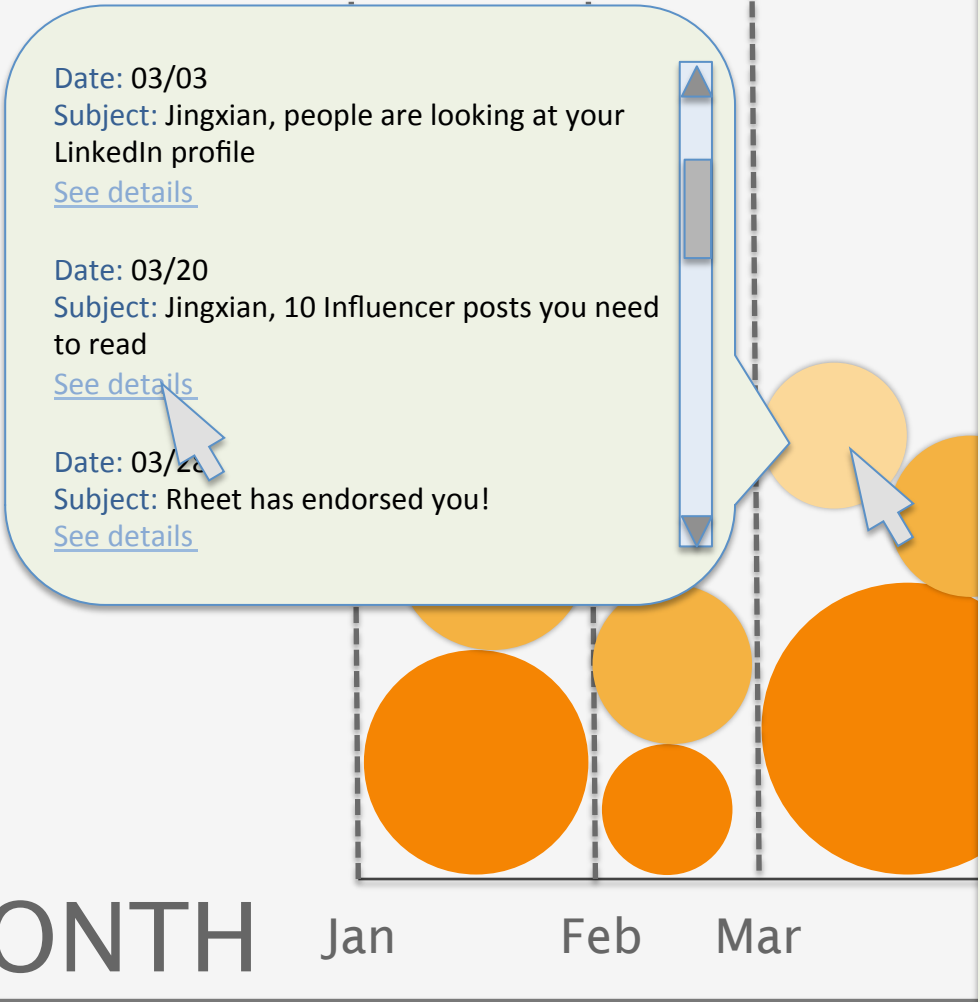 Date: 03/03
Subject: Jingxian, people are looking at your
LinkedIn profile
See details
Date: 03/20
Subject: Jingxian, 10 Influencer posts you need
to read
See details
Date: 03/28
Subject: Rheet has endorsed you!
See details
ONTH
Jan Feb Mar